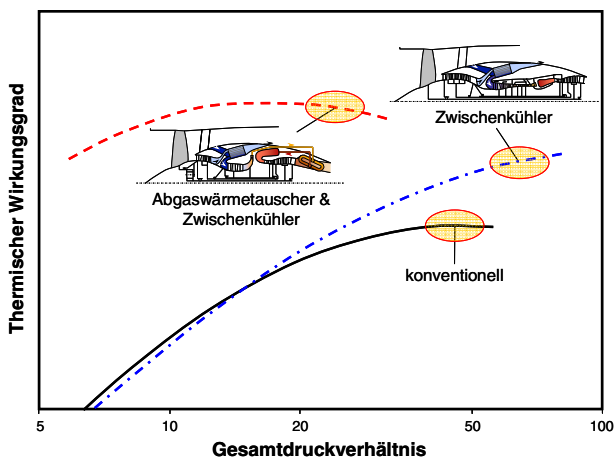 Thermischer Wirkungsgrad
Zwischenkühler
Abgaswärmetauscher &
Zwischenkühler
konventionell
5
10
20
50
100
Gesamtdruckverhältnis